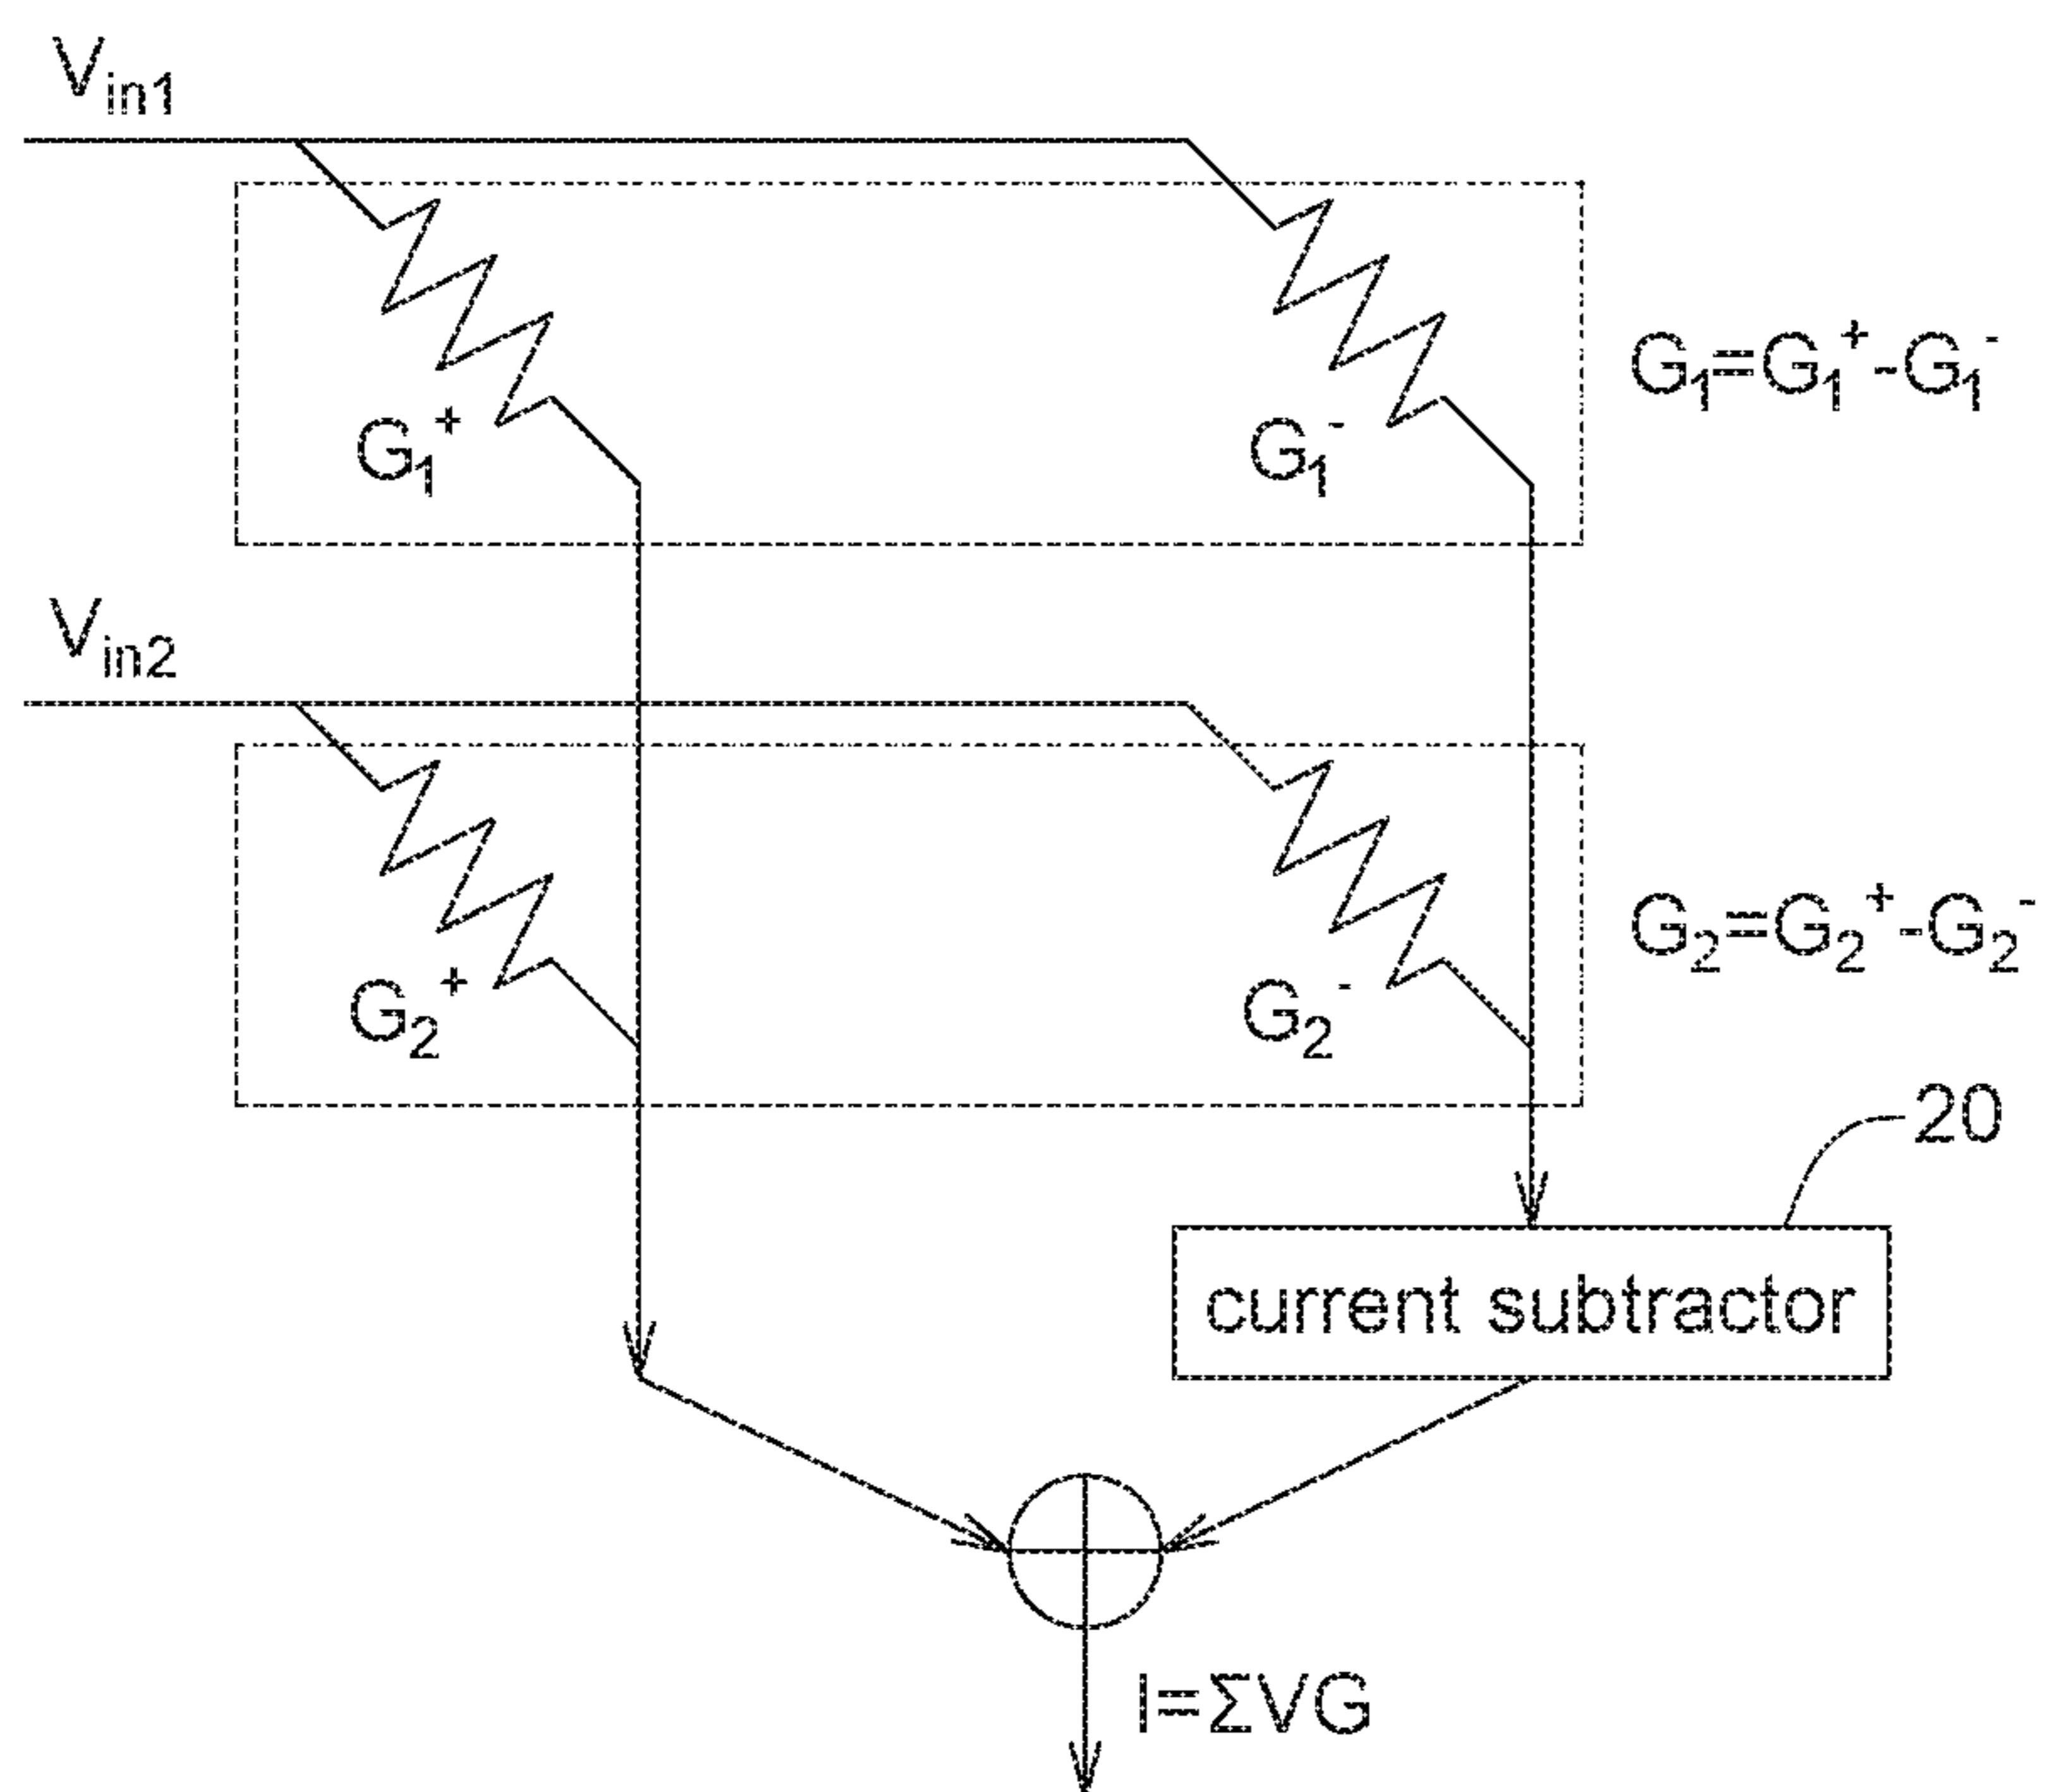 Vin1
G1+
G1-
G1=G1+-G1-
Vin2
G2+
G2-
G2=G2+-G2-
20
current subtractor
I=ΣVG